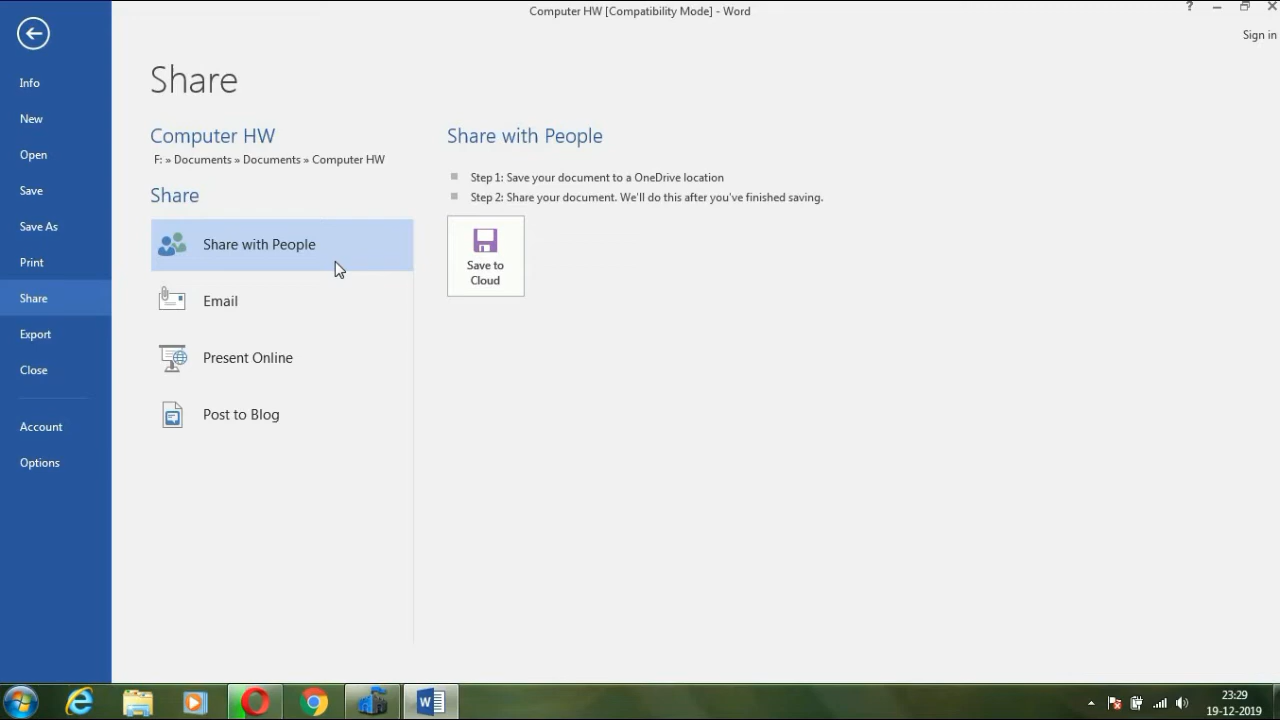 Computer HW [Compatibility Mode] - Word
?
Sign in
Info
New
Open
Save
Save As
Print
Share
Export
Close
Account
Options
Share
Computer HW
F: » Documents » Documents » Computer HW
Share
Share with People
Email
Present Online
Post to Blog
Share with People
Step 1: Save your document to a OneDrive location
Step 2: Share your document. We'll do this after you've finished saving.
Save to
Cloud
23:29
19-12-2019